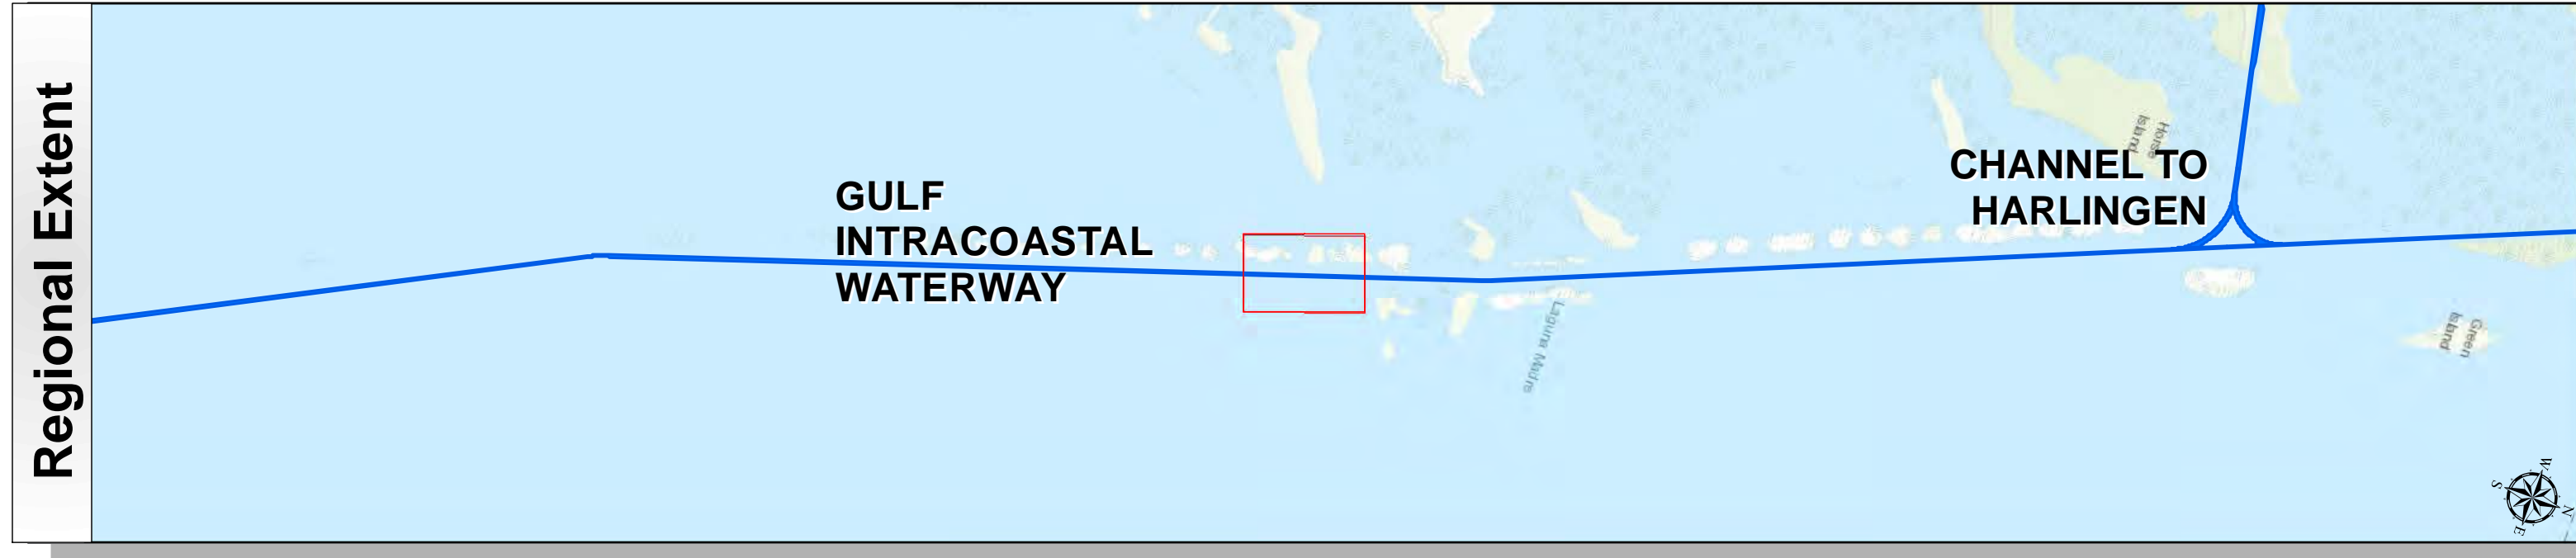 Regional Extent
GULF
INTRACOASTAL
WATERWAY
CHANNEL TO
HARLINGEN
Horse
Island
Laguna Madre
Green
Island
W
S
N
E